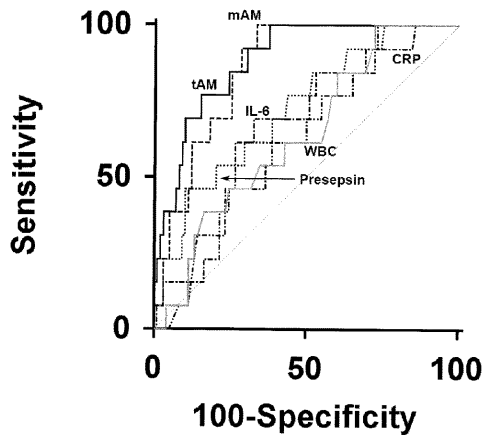 100
mAM
tAM
CRP
IL-6
WBC
50
Presepsin
Sensitivity
0
0
50
100
100-Specificity